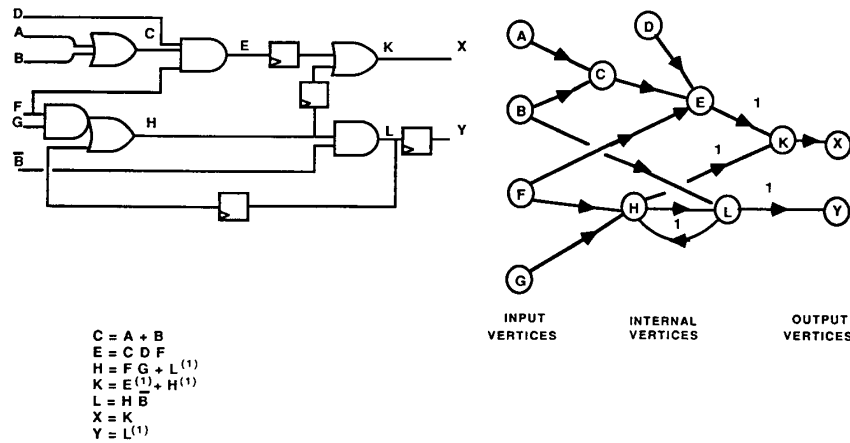 D
A
B
C
E
K
X
F
G
H
L
Y
B̅
A
B
C
D
E
F
G
H
K
L
X
Y
1
1
1
1
INPUT
VERTICES
INTERNAL
VERTICES
OUTPUT
VERTICES
C = A + B
E = C D F
H = F G + L⁽¹⁾
K = E⁽¹⁾ + H⁽¹⁾
L = H B̅
X = K
Y = L⁽¹⁾